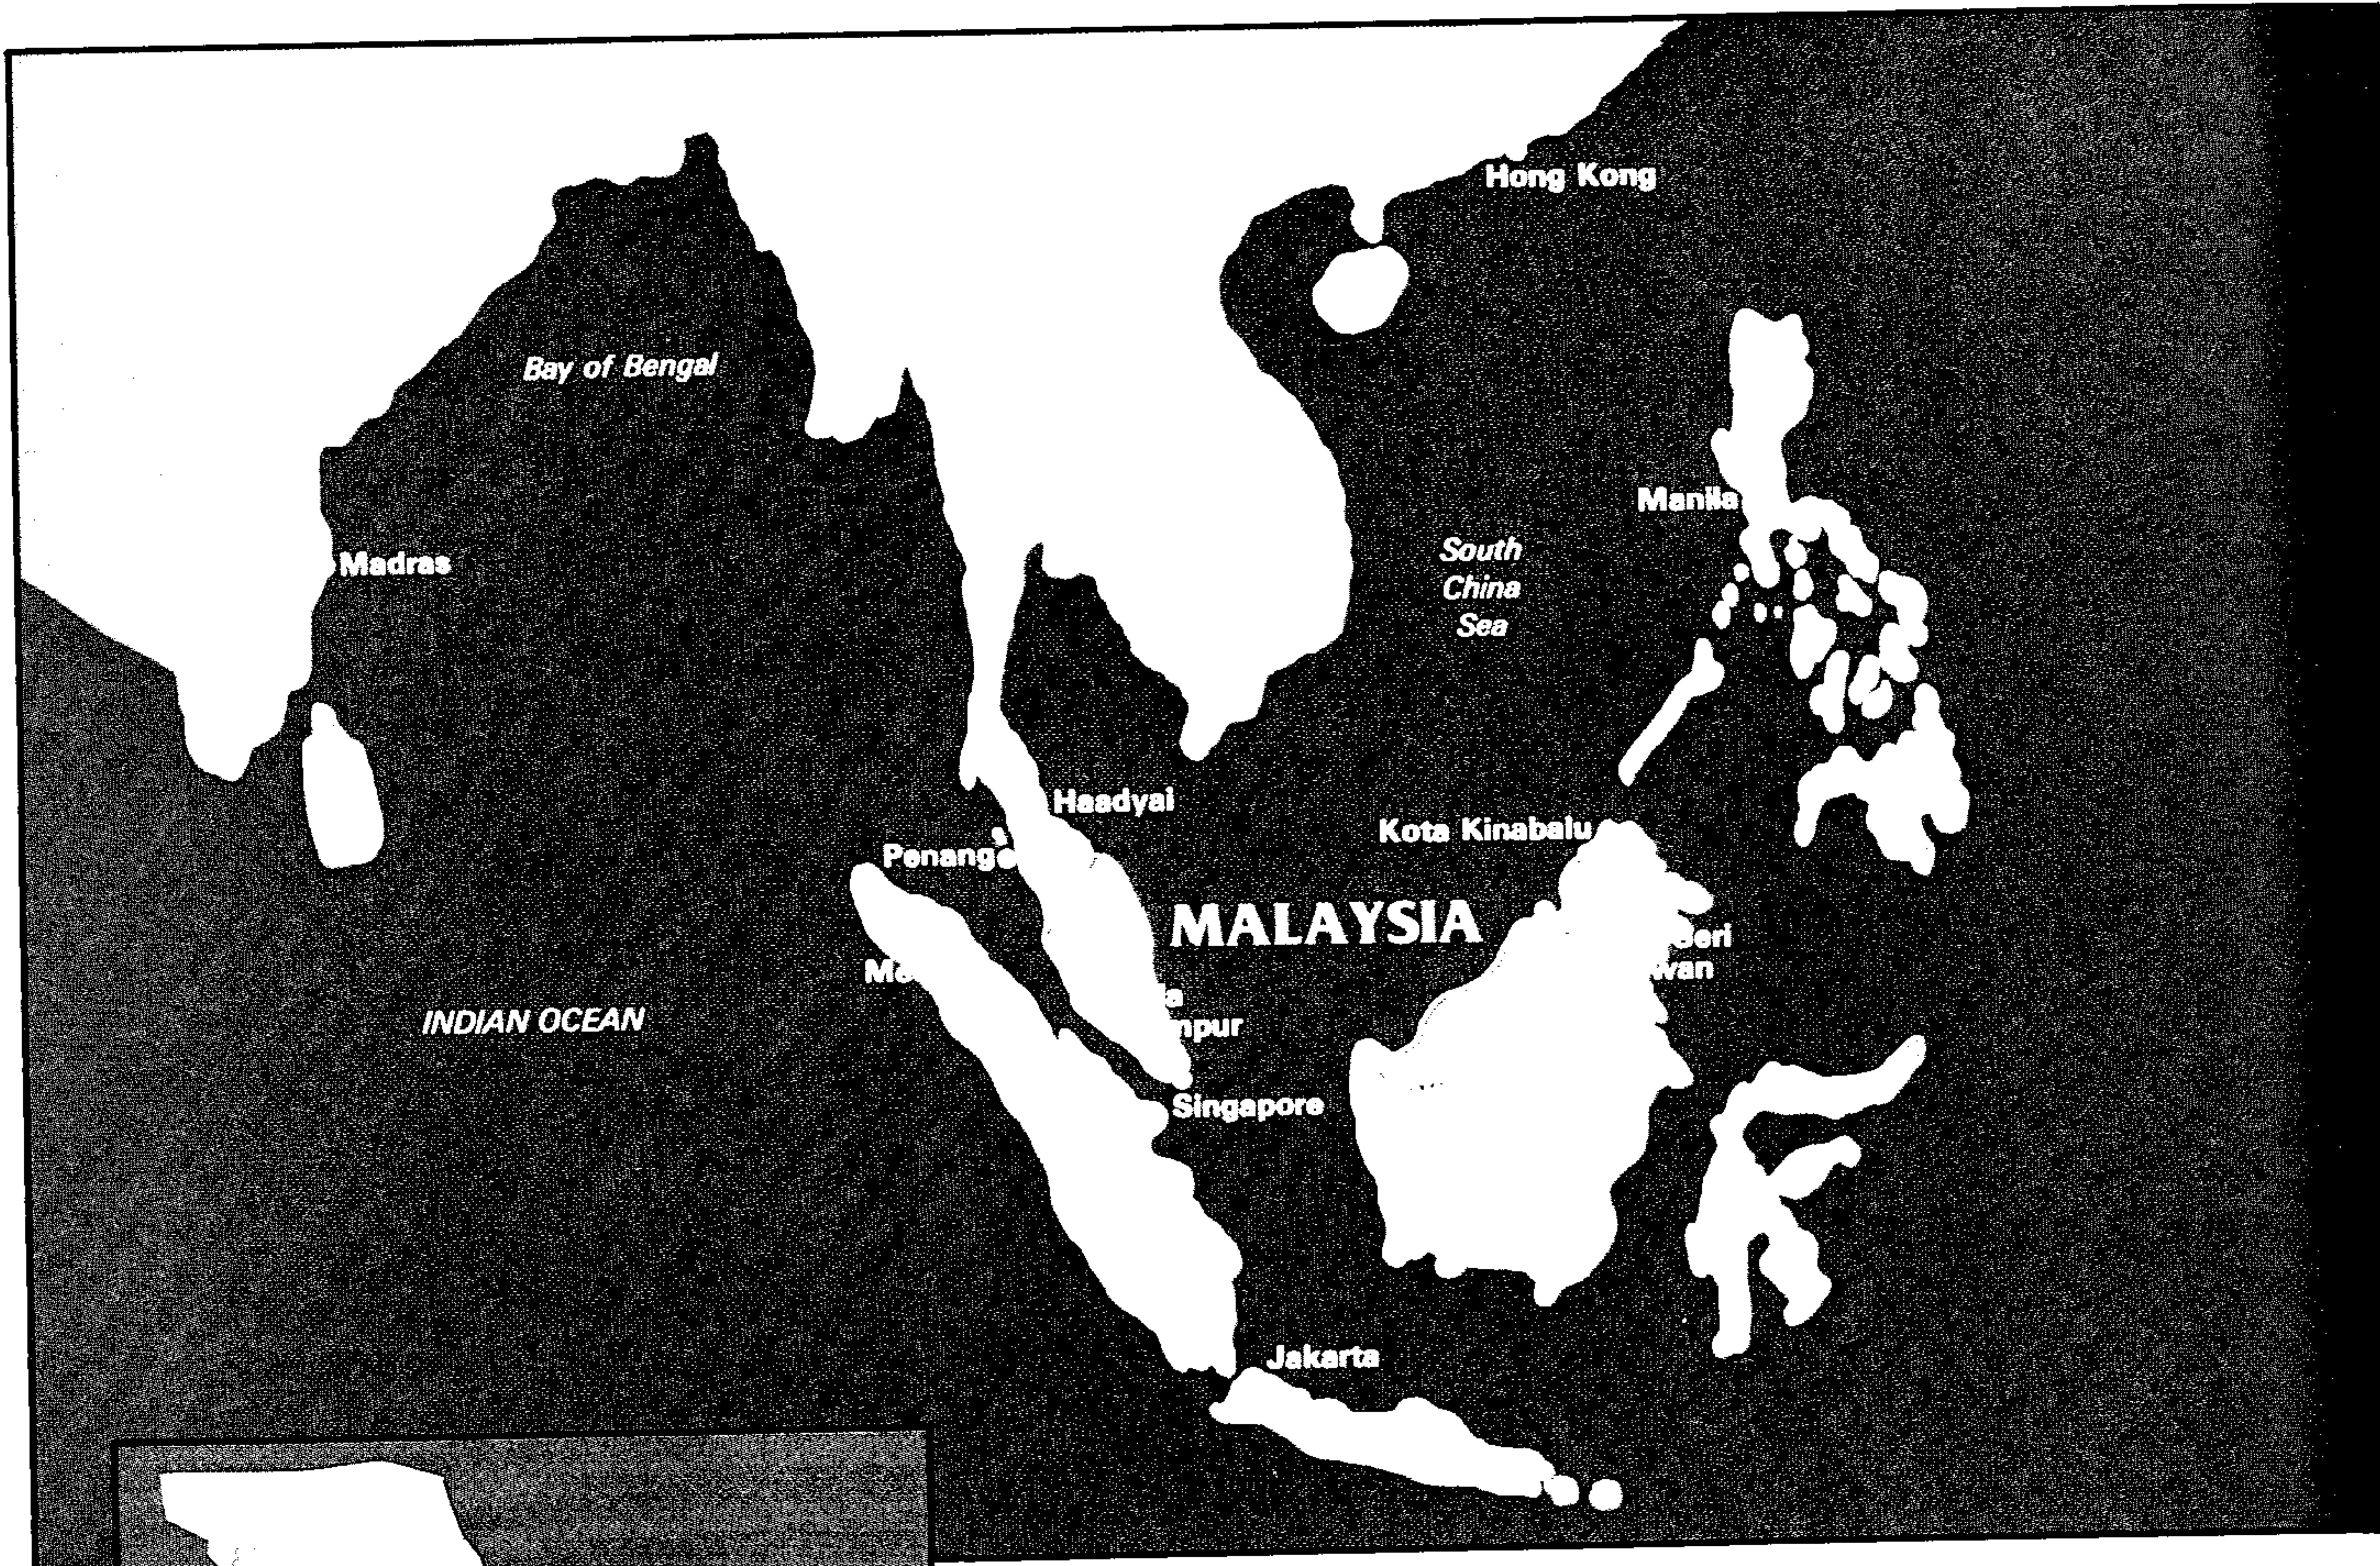 Hong Kong
Bay of Bengal
Manila
South
China
Sea
Madras
Haadyai
Kota Kinabalu
Penang
MALAYSIA
INDIAN OCEAN
Singapore
Jakarta